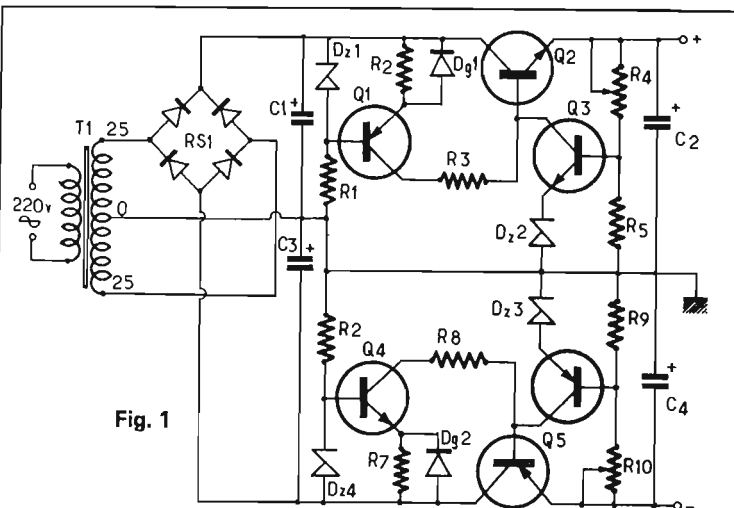 Dz1
R2
Dg1
Q2
R4
+
C1
+
Q1
Q3
+
T1
25
RS1
C2
R3
220v
0
R1
C3
+
Dz2
R5
25
Dz3
R2
Q4
R8
R9
+
C4
Fig. 1
Dg2
Q5
R7
R10
Dz4
-